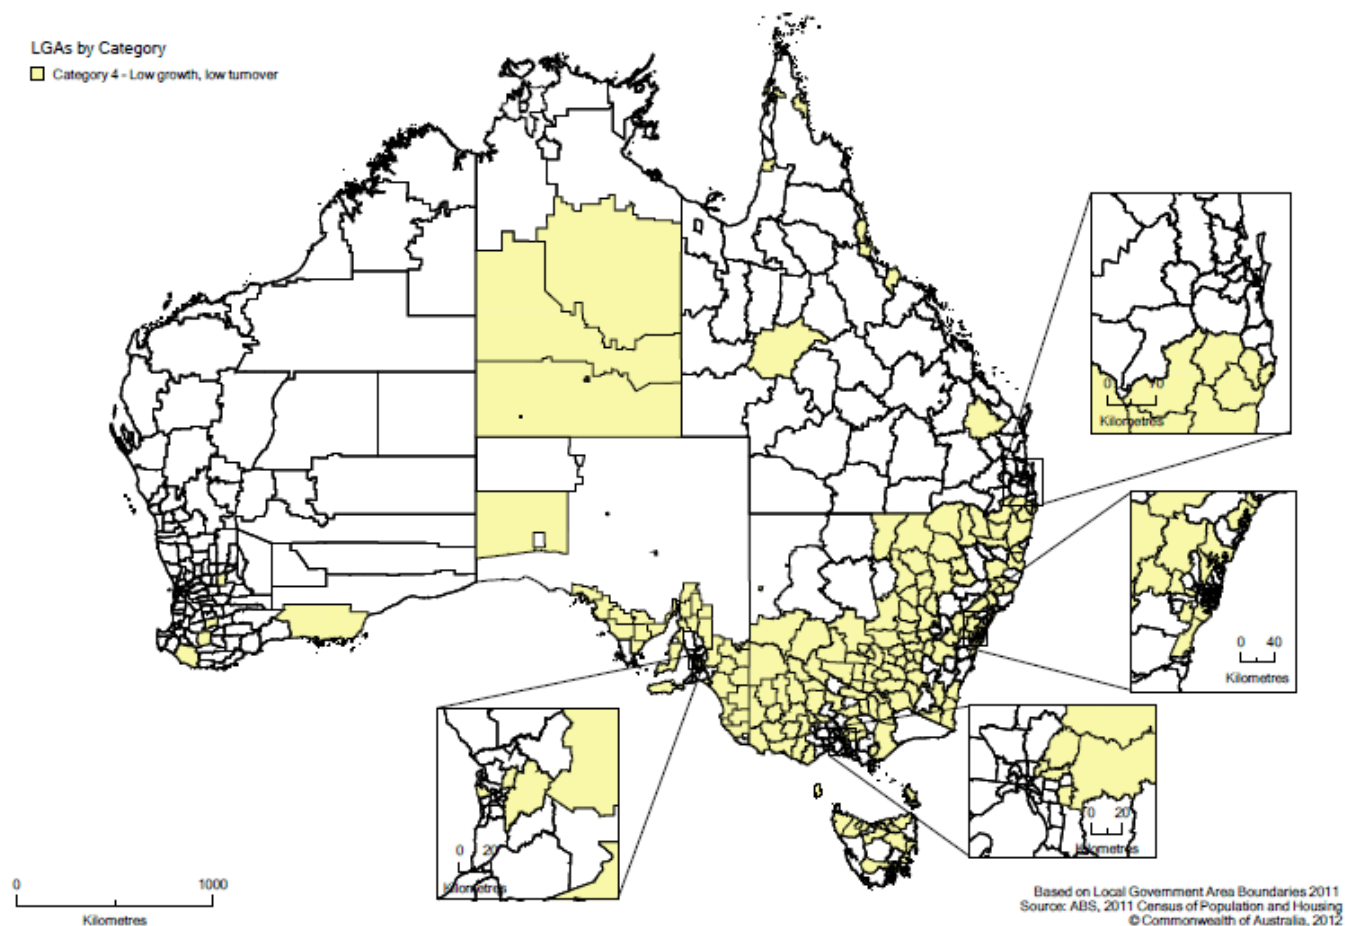 LGAs by Category
Category 4 - Low growth, low turnover
0 70
Kilometres
0 40
Kilometres
0 20
Kilometres
0 20
Kilometres
0 1000
Kilometres
Based on Local Government Area Boundaries 2011
Source: ABS, 2011 Census of Population and Housing
© Commonwealth of Australia, 2012